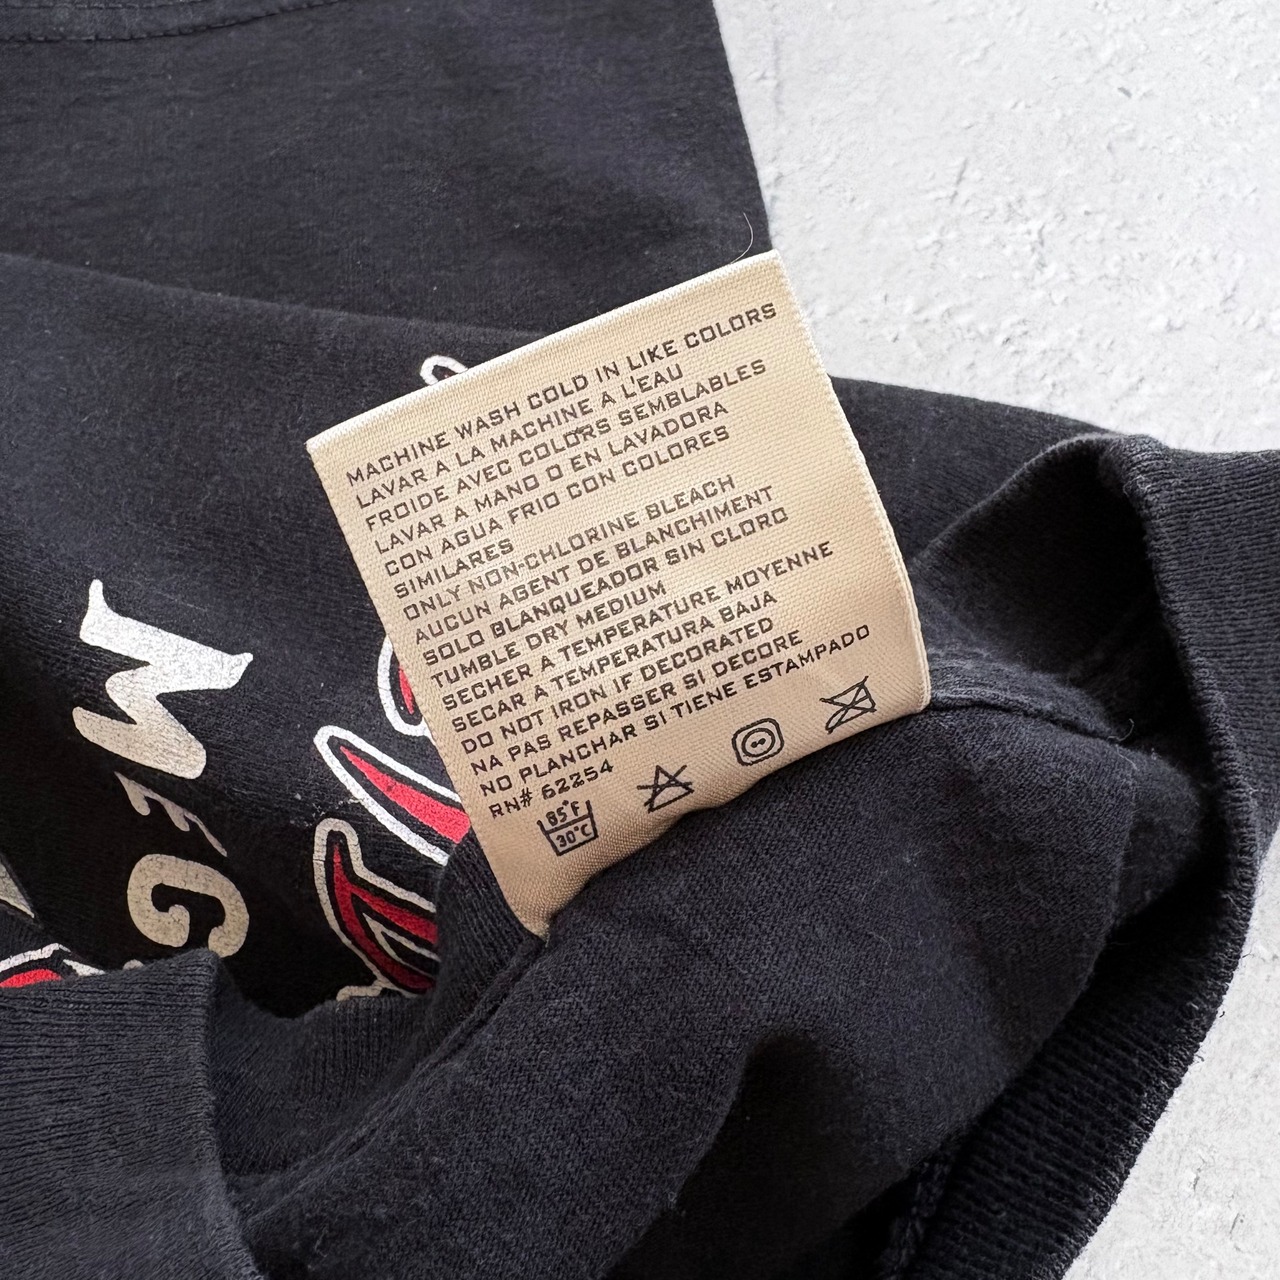 MACHINE WASH COLD IN LIKE COLORS
LAVAR A LA MACHINE A L'EAU
FROIDE AVEC COLORS SEMBLABLES
LAVAR A MANO O EN LAVADORA
CON AGUA FRIO CON COLORES
SIMILARES
ONLY NON-CHLORINE BLEACH
AUCUN AGENT DE BLANCHIMENT
SOLO BLANQUEADOR SIN CLORO
TUMBLE DRY MEDIUM
SECHER A TEMPERATURE MOYENNE
SECAR A TEMPERATURA BAJA
DO NOT IRON IF DECORATED
NA PAS REPASSER SI DECORE
NO PLANCHAR SI TIENE ESTAMPADO
RN# 62254
85°F
30°C